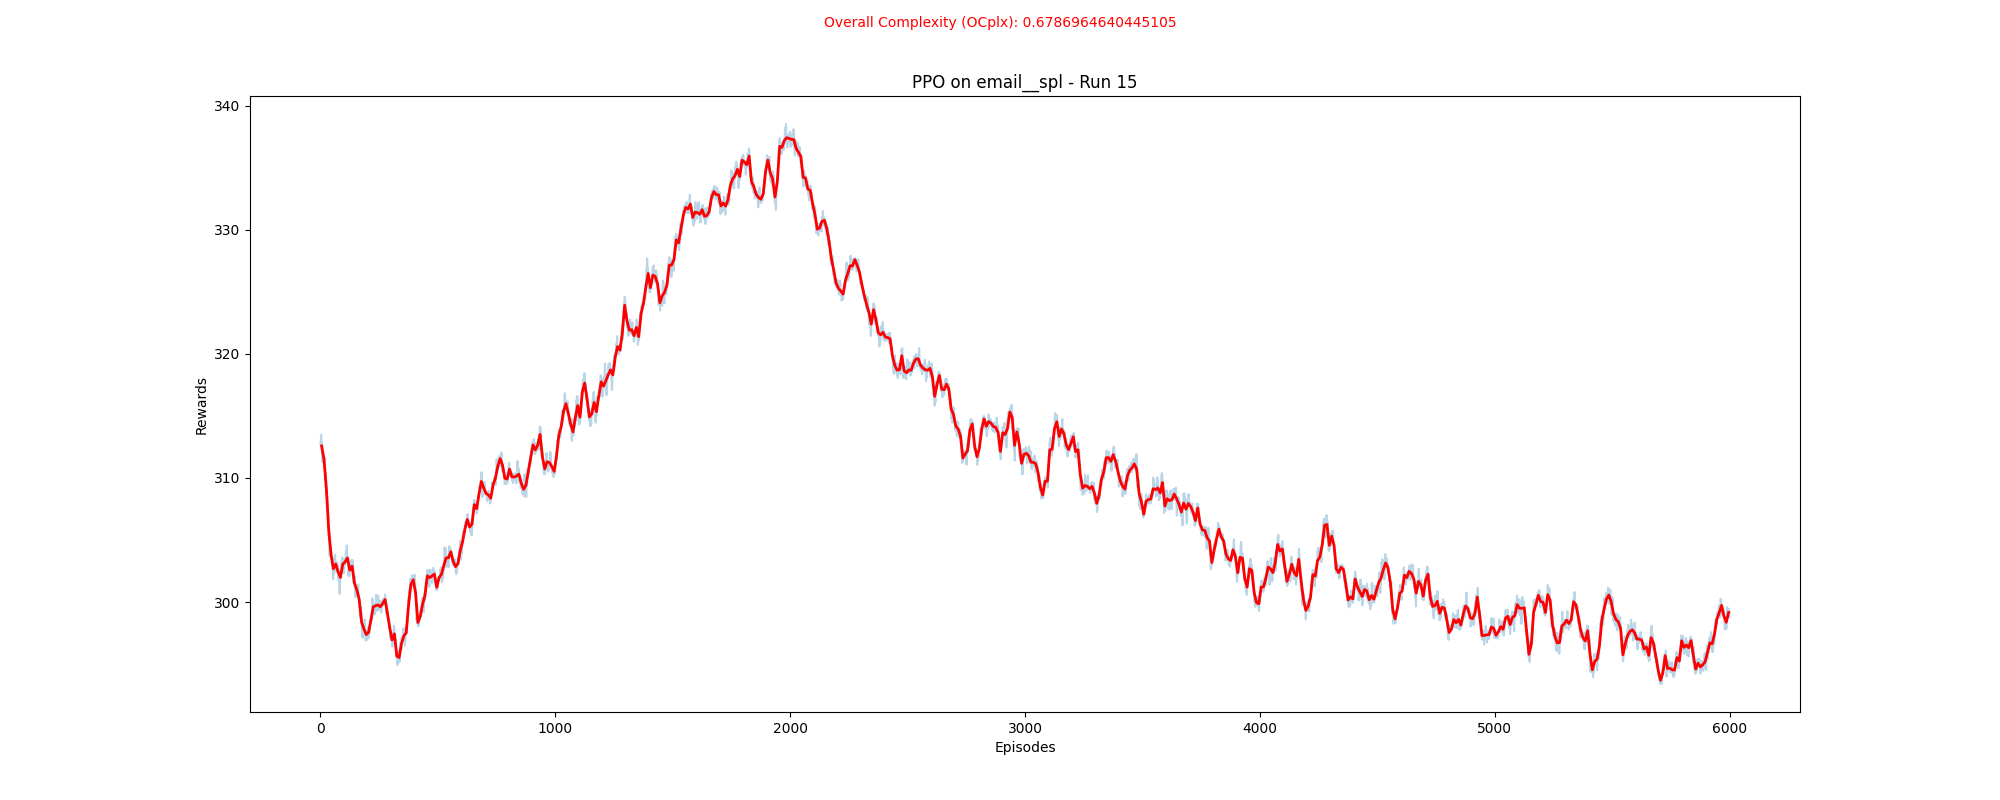 Overall Complexity (OCplx): 0.6786964640445105
PPO on email__spl - Run 15
340
330
320
310
300
Rewards
0 1000 2000 3000 4000 5000 6000
Episodes